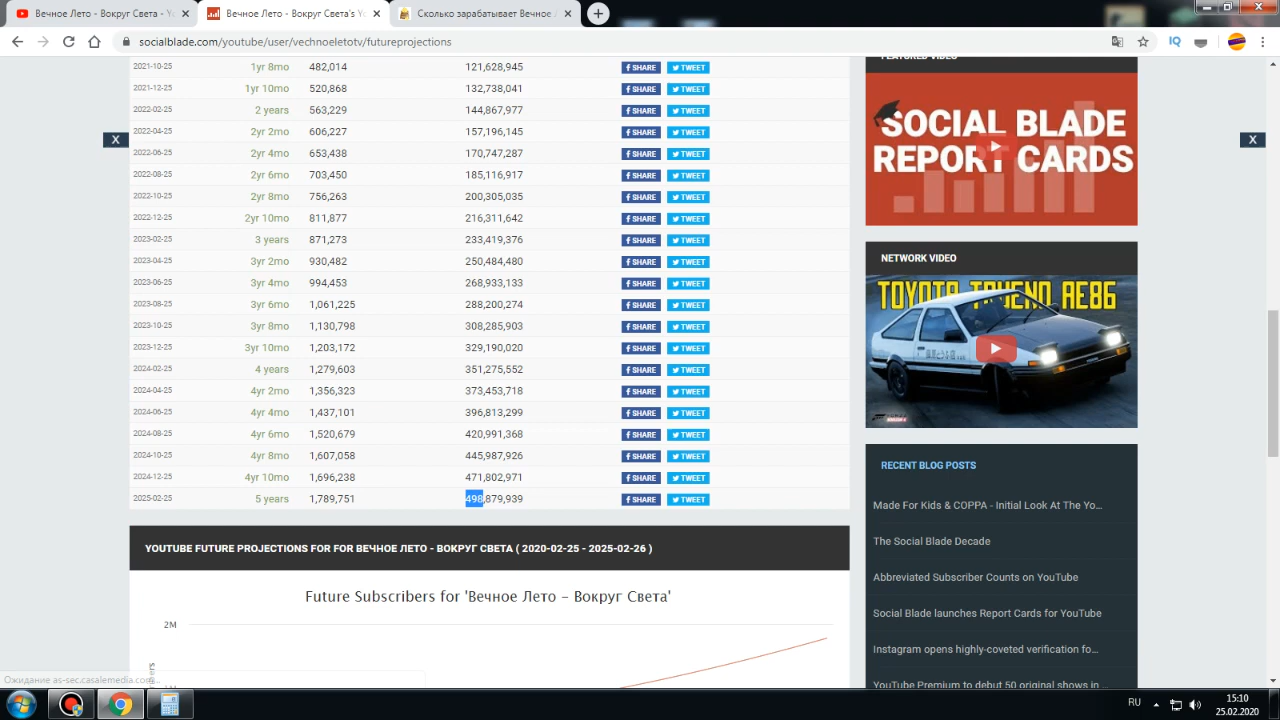 Вечное Лето - Вокруг Света - Yo
Вечное Лето - Вокруг Света's Y
Сколько заработал Вечное Л
socialblade.com/youtube/user/vechnoeletotv/futureprojections
IQ
FEATURED VIDEO
2021-10-25 1yr 8mo 482,014 121,628,945 SHARE TWEET
2021-12-25 1yr 10mo 520,868 132,738,041 SHARE TWEET
2022-02-25 2 years 563,229 144,867,977 SHARE TWEET
2022-04-25 2yr 2mo 606,227 157,196,145 SHARE TWEET
2022-06-25 2yr 4mo 653,438 170,747,287 SHARE TWEET
2022-08-25 2yr 6mo 703,450 185,116,917 SHARE TWEET
2022-10-25 2yr 8mo 756,263 200,305,035 SHARE TWEET
2022-12-25 2yr 10mo 811,877 216,311,642 SHARE TWEET
2023-02-25 3 years 871,273 233,419,376 SHARE TWEET
2023-04-25 3yr 2mo 930,482 250,484,480 SHARE TWEET
2023-06-25 3yr 4mo 994,453 268,933,133 SHARE TWEET
2023-08-25 3yr 6mo 1,061,225 288,200,274 SHARE TWEET
2023-10-25 3yr 8mo 1,130,798 308,285,903 SHARE TWEET
2023-12-25 3yr 10mo 1,203,172 329,190,020 SHARE TWEET
2024-02-25 4 years 1,279,603 351,275,552 SHARE TWEET
2024-04-25 4yr 2mo 1,356,323 373,453,718 SHARE TWEET
2024-06-25 4yr 4mo 1,437,101 396,813,299 SHARE TWEET
2024-08-25 4yr 6mo 1,520,679 420,991,368 SHARE TWEET
2024-10-25 4yr 8mo 1,607,058 445,987,926 SHARE TWEET
2024-12-25 4yr 10mo 1,696,238 471,802,971 SHARE TWEET
2025-02-25 5 years 1,789,751 498,879,939 SHARE TWEET
X
X
SOCIAL BLADE
REPORT CARDS
NETWORK VIDEO
TOYOTA TRUENO AE86
RECENT BLOG POSTS
Made For Kids & COPPA - Initial Look At The Yo...
The Social Blade Decade
Abbreviated Subscriber Counts on YouTube
Social Blade launches Report Cards for YouTube
Instagram opens highly-coveted verification fo...
YouTube Premium to debut 50 original shows in ...
YOUTUBE FUTURE PROJECTIONS FOR FOR ВЕЧНОЕ ЛЕТО - ВОКРУГ СВЕТА ( 2020-02-25 - 2025-02-26 )
Future Subscribers for 'Вечное Лето – Вокруг Света'
2M
Ожидание as-sec.casalemedia.com...
RU
15:10
25.02.2020